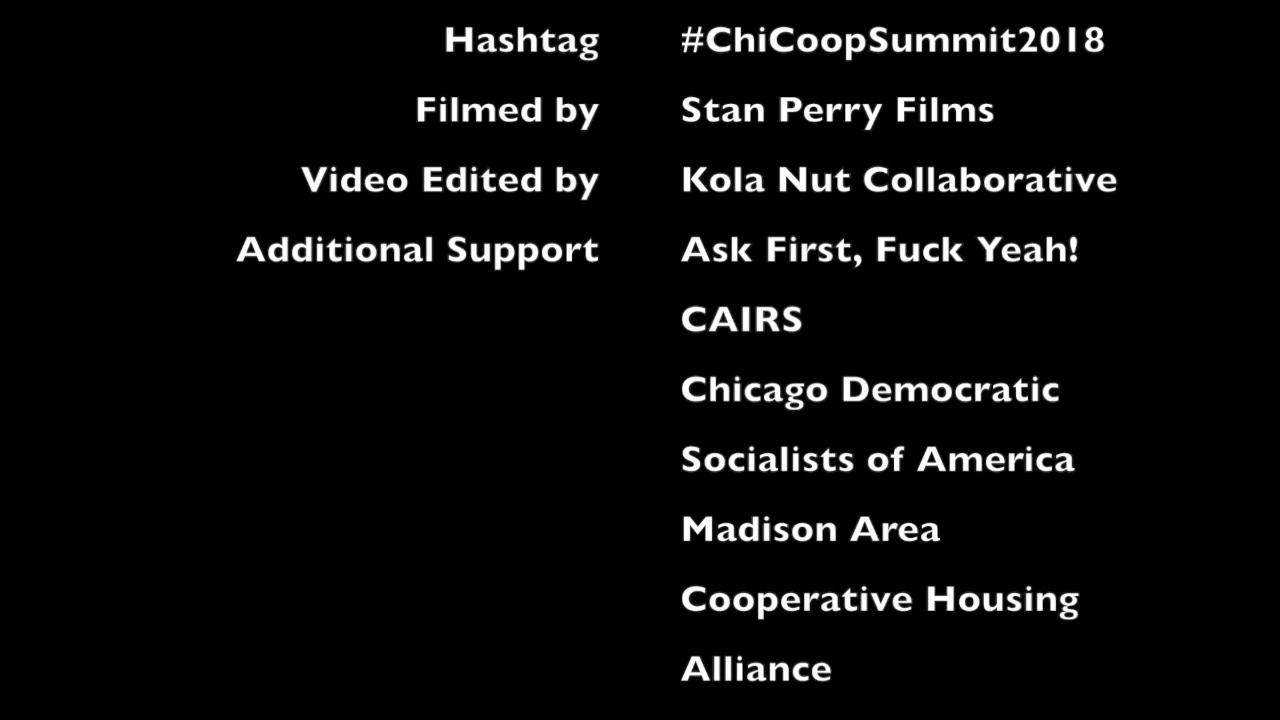 Hashtag #ChiCoopSummit2018
Filmed by Stan Perry Films
Video Edited by Kola Nut Collaborative
Additional Support Ask First, Fuck Yeah!
CAIRS
Chicago Democratic
Socialists of America
Madison Area
Cooperative Housing
Alliance